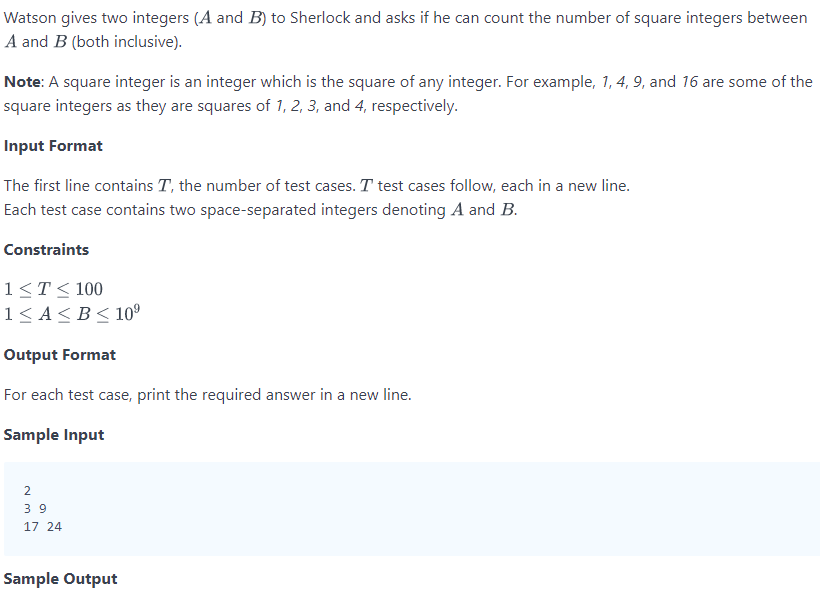 Watson gives two integers (A and B) to Sherlock and asks if he can count the number of square integers between
A and B (both inclusive).
Note: A square integer is an integer which is the square of any integer. For example, 1, 4, 9, and 16 are some of the
square integers as they are squares of 1, 2, 3, and 4, respectively.
Input Format
The first line contains T, the number of test cases. T test cases follow, each in a new line.
Each test case contains two space-separated integers denoting A and B.
Constraints
1 ≤ T ≤ 100
1 ≤ A ≤ B ≤ 10⁹
Output Format
For each test case, print the required answer in a new line.
Sample Input
2
3 9
17 24
Sample Output